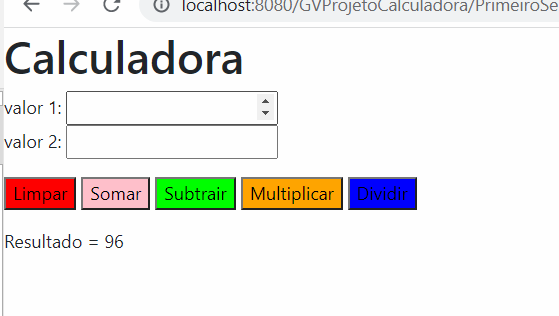 localhost:8080/GVProjetoCalculadora/PrimeiroSe
Calculadora
valor 1:
valor 2:
Limpar Somar Subtrair Multiplicar Dividir
Resultado = 96